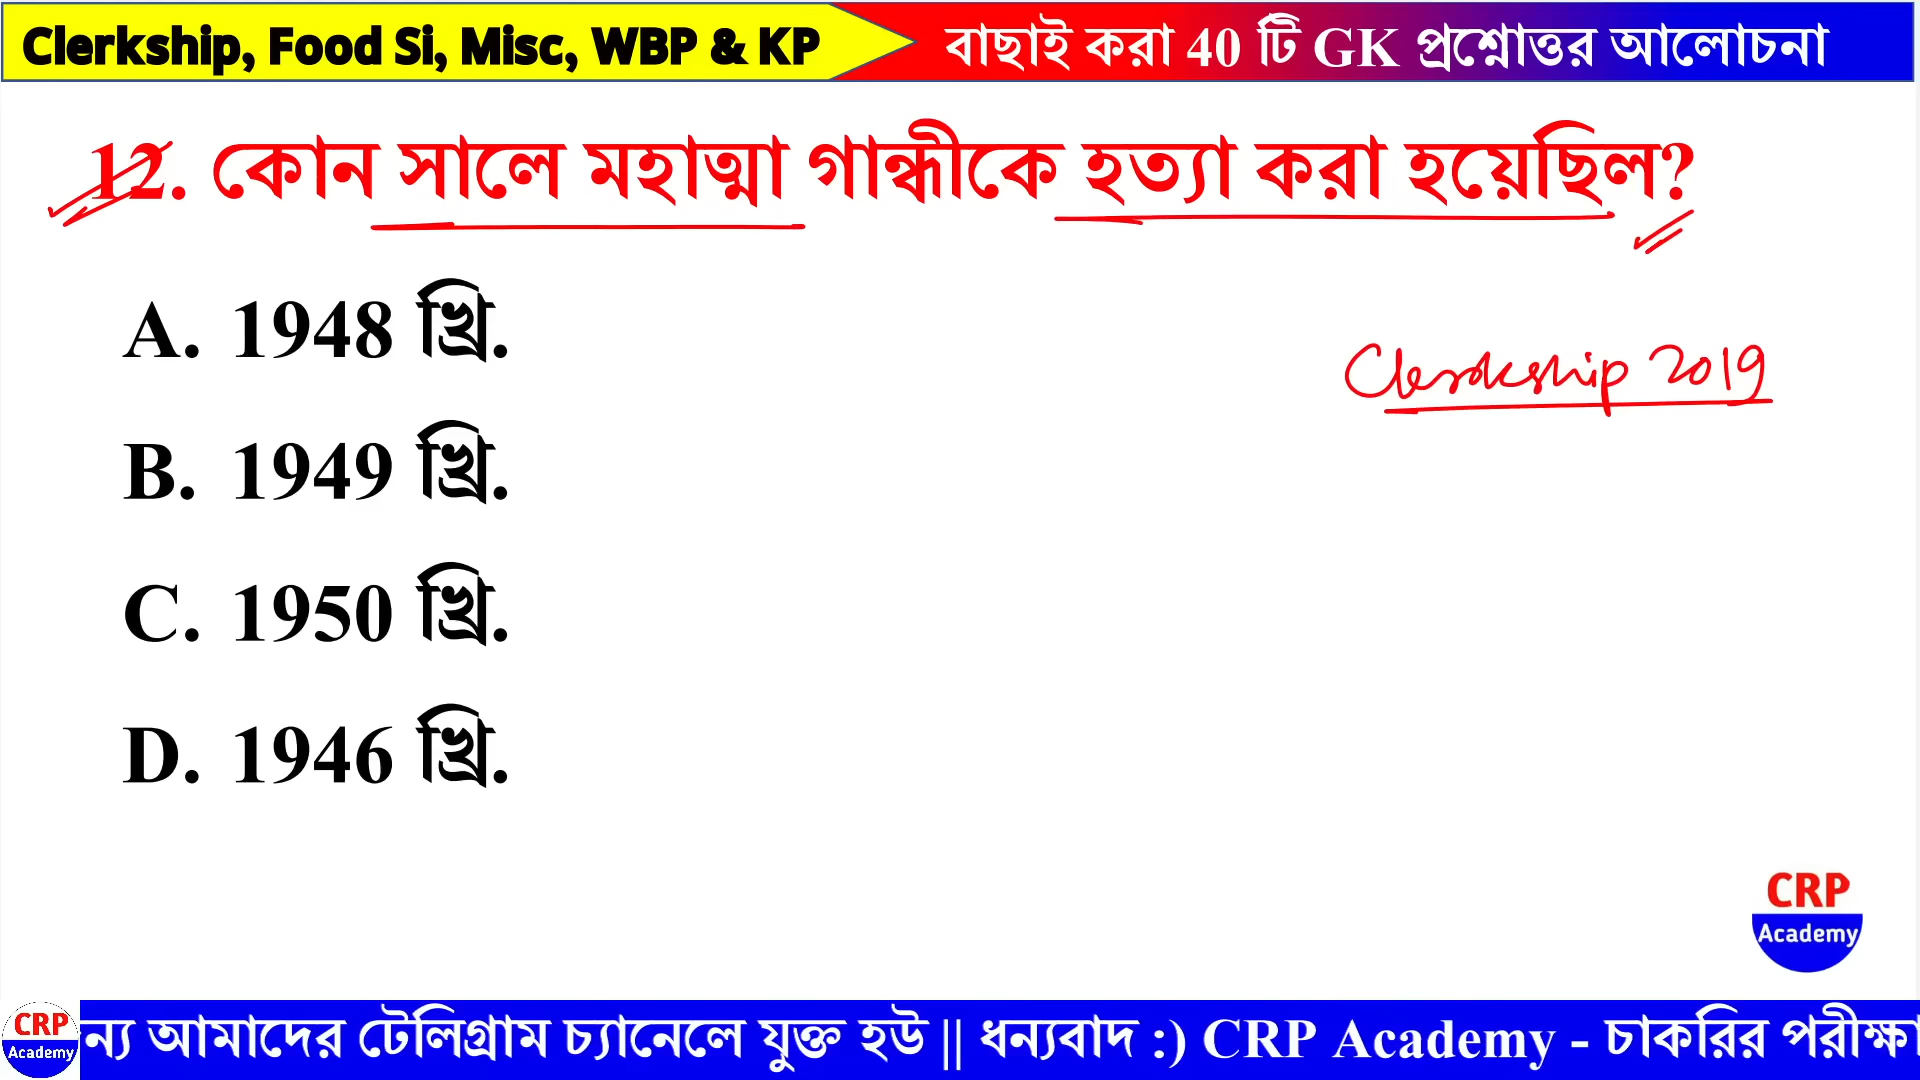 Clerkship, Food Si, Misc, WBP & KP
বাছাই করা 40 টি GK প্রশ্নোত্তর আলোচনা
12. কোন সালে মহাত্মা গান্ধীকে হত্যা করা হয়েছিল?
A. 1948 খ্রি.
Clerkship 2019
B. 1949 খ্রি.
C. 1950 খ্রি.
D. 1946 খ্রি.
CRP
Academy
CRP
Academy
ন্য আমাদের টেলিগ্রাম চ্যানেলে যুক্ত হউ || ধন্যবাদ :) CRP Academy - চাকরির পরীক্ষা